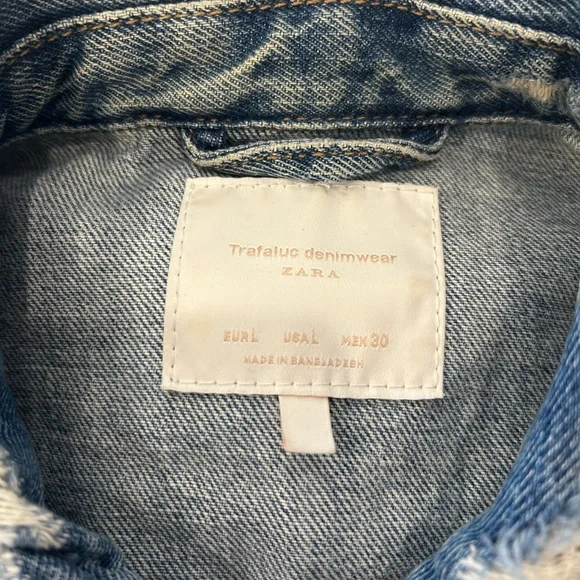 Trafaluc denimwear
ZARA
EUR L USA L MEX 30
MADE IN BANGLADESH